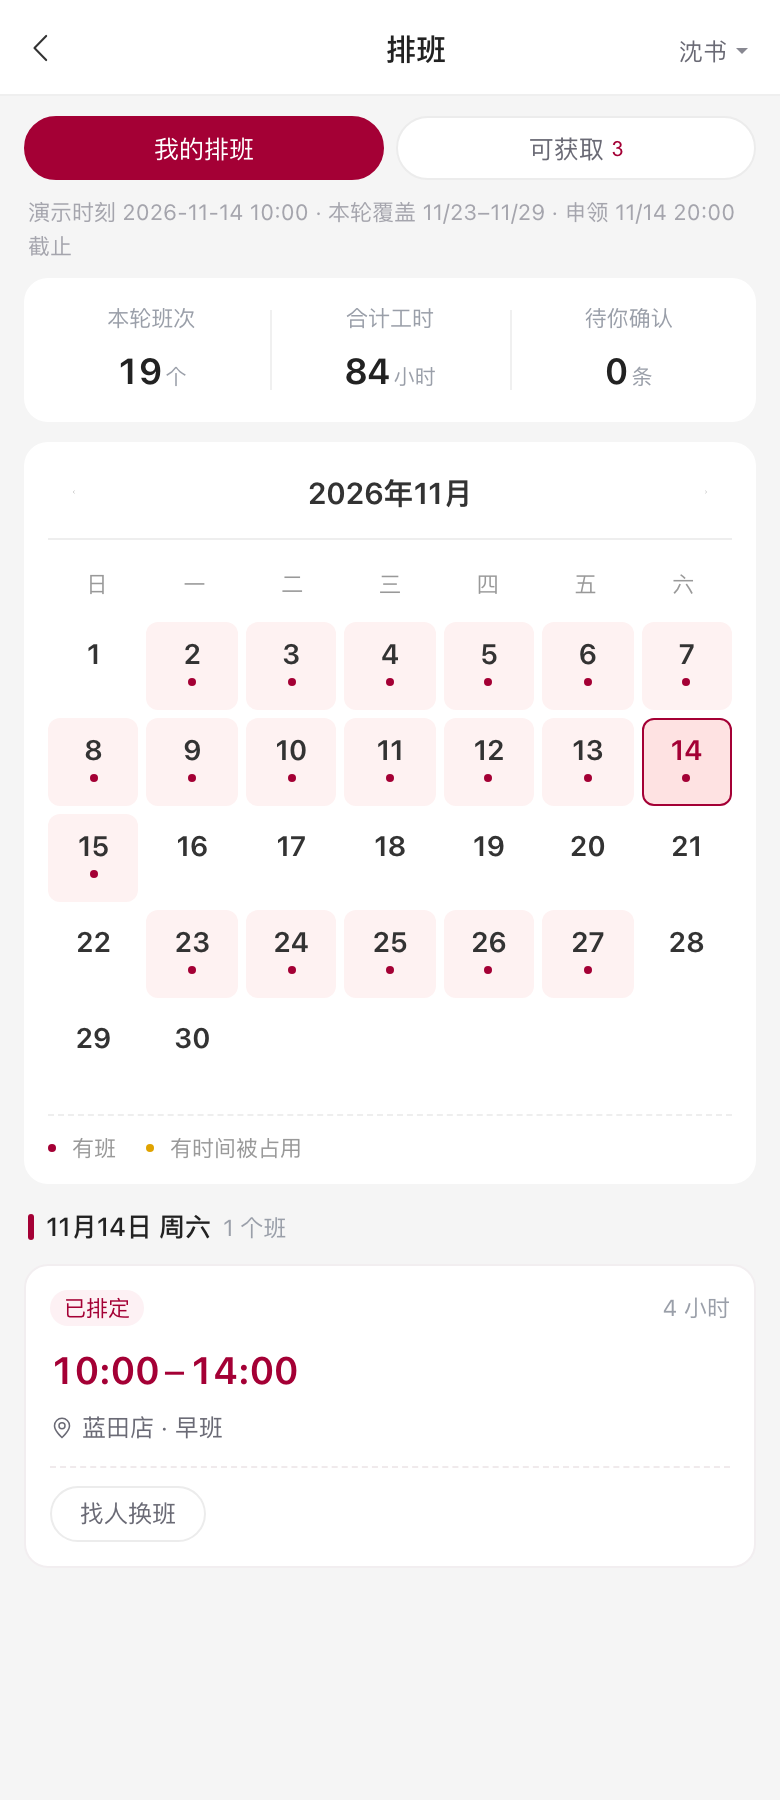 排班
沈书
我的排班
可获取 3
演示时刻 2026-11-14 10:00 · 本轮覆盖 11/23–11/29 · 申领 11/14 20:00
截止
本轮班次 合计工时 待你确认
19个 84小时 0条
2026年11月
日 一 二 三 四 五 六
1 2 3 4 5 6 7
8 9 10 11 12 13 14
15 16 17 18 19 20 21
22 23 24 25 26 27 28
29 30
有班 有时间被占用
11月14日 周六 1 个班
已排定 4 小时
10:00–14:00
蓝田店 · 早班
找人换班